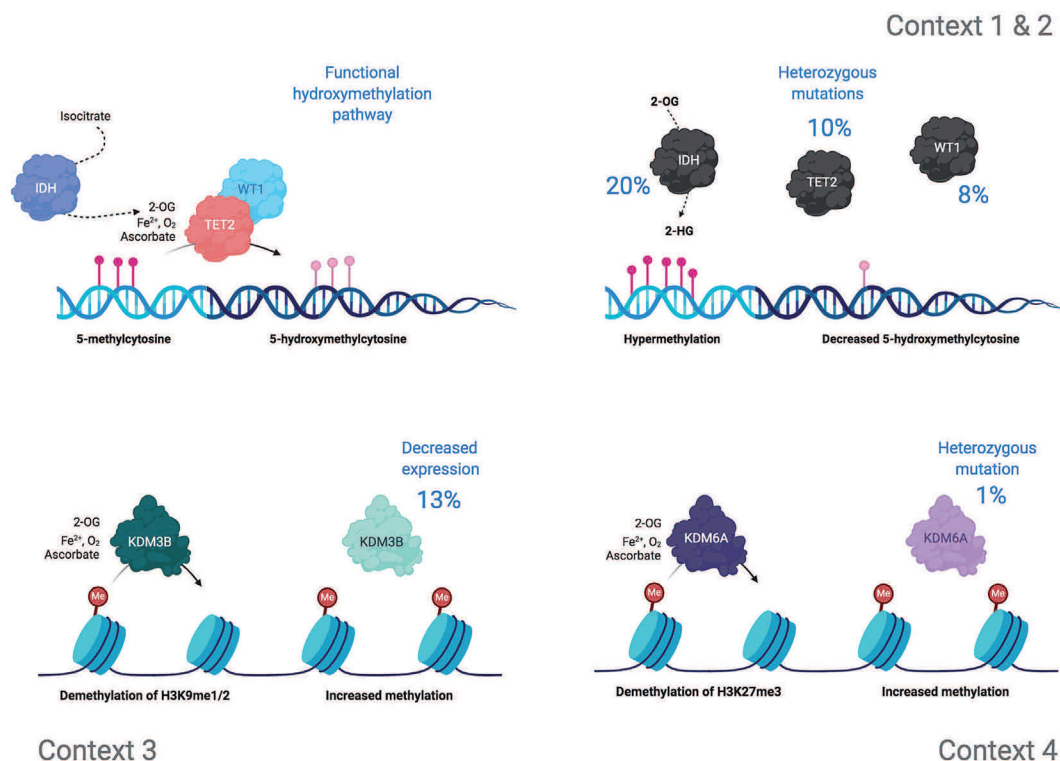 Context 1 & 2
Functional
hydroxymethylation
pathway
Isocitrate
IDH
WT1
TET2
2-OG
Fe²⁺, O₂
Ascorbate
5-methylcytosine
5-hydroxymethylcytosine
Heterozygous
mutations
2-OG
10%
IDH
WT1
TET2
20%
8%
2-HG
Hypermethylation
Decreased 5-hydroxymethylcytosine
Decreased
expression
13%
2-OG
Fe²⁺, O₂
Ascorbate
KDM3B
KDM3B
Me
Me
Me
Demethylation of H3K9me1/2
Increased methylation
Context 3
Heterozygous
mutation
1%
2-OG
Fe²⁺, O₂
Ascorbate
KDM6A
KDM6A
Me
Me
Me
Demethylation of H3K27me3
Increased methylation
Context 4